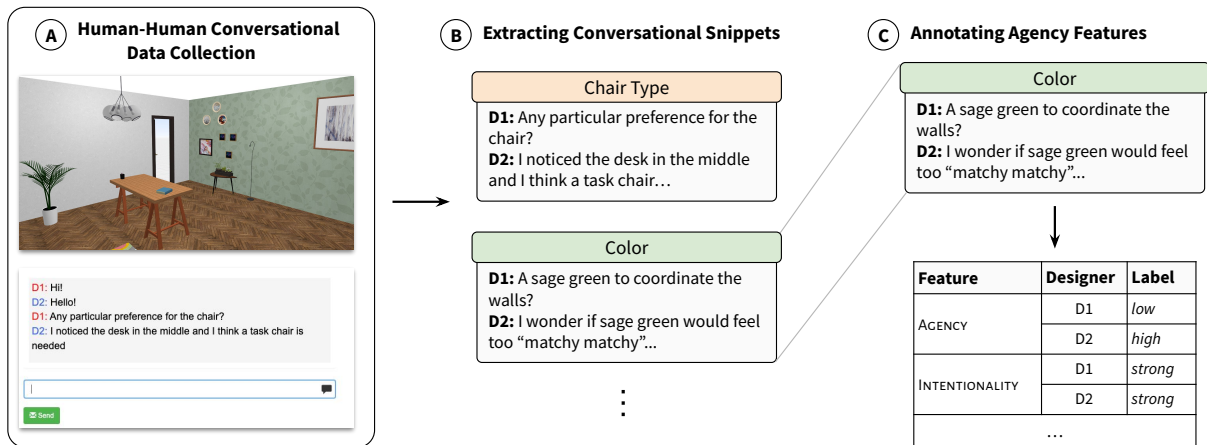 A Human-Human Conversational
Data Collection
D1: Hi!
D2: Hello!
D1: Any particular preference for the chair?
D2: I noticed the desk in the middle and I think a task chair is
needed
Send
B Extracting Conversational Snippets
Chair Type
D1: Any particular preference for the
chair?
D2: I noticed the desk in the middle
and I think a task chair…
Color
D1: A sage green to coordinate the
walls?
D2: I wonder if sage green would feel
too “matchy matchy”...
⋮
C Annotating Agency Features
Color
D1: A sage green to coordinate the
walls?
D2: I wonder if sage green would feel
too “matchy matchy”...
Feature Designer Label
AGENCY D1 low
D2 high
INTENTIONALITY D1 strong
D2 strong
…